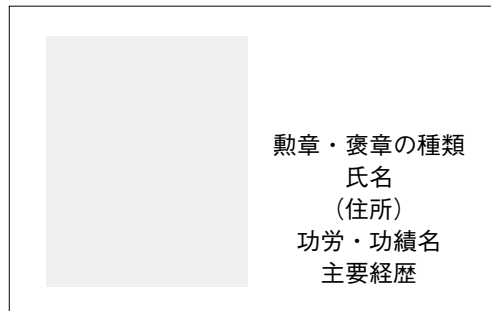 勲章・褒章の種類
氏名
（住所）
功労・功績名
主要経歴